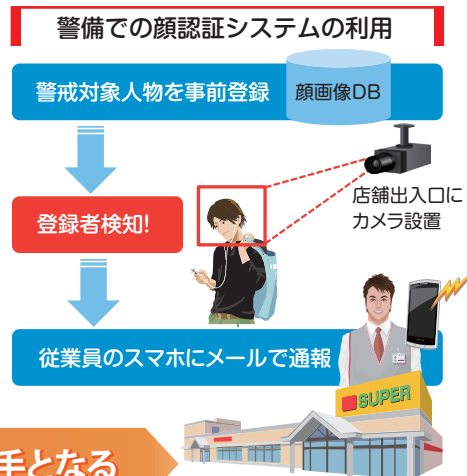 警備での顔認証システムの利用
警戒対象人物を事前登録
顔画像DB
店舗出入口に
カメラ設置
登録者検知!
従業員のスマホにメールで通報
SUPER
手となる